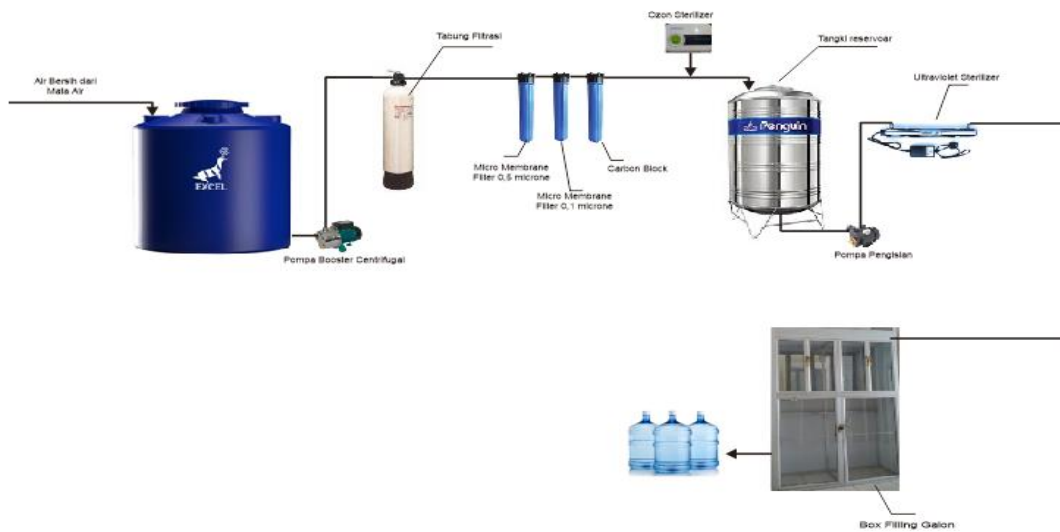 Ozon Sterilizer
Tabung Filtrasi
Tangki reservoar
Air Bersih dari
Mata Air
Ultraviolet Sterilizer
Penguin
EXCEL
Micro Membrane
Filter 0,5 microne
Carbon Block
Micro Membrane
Filter 0,1 microne
Pompa Booster Centrifugal
Pompa Pengisian
Box Filling Galon